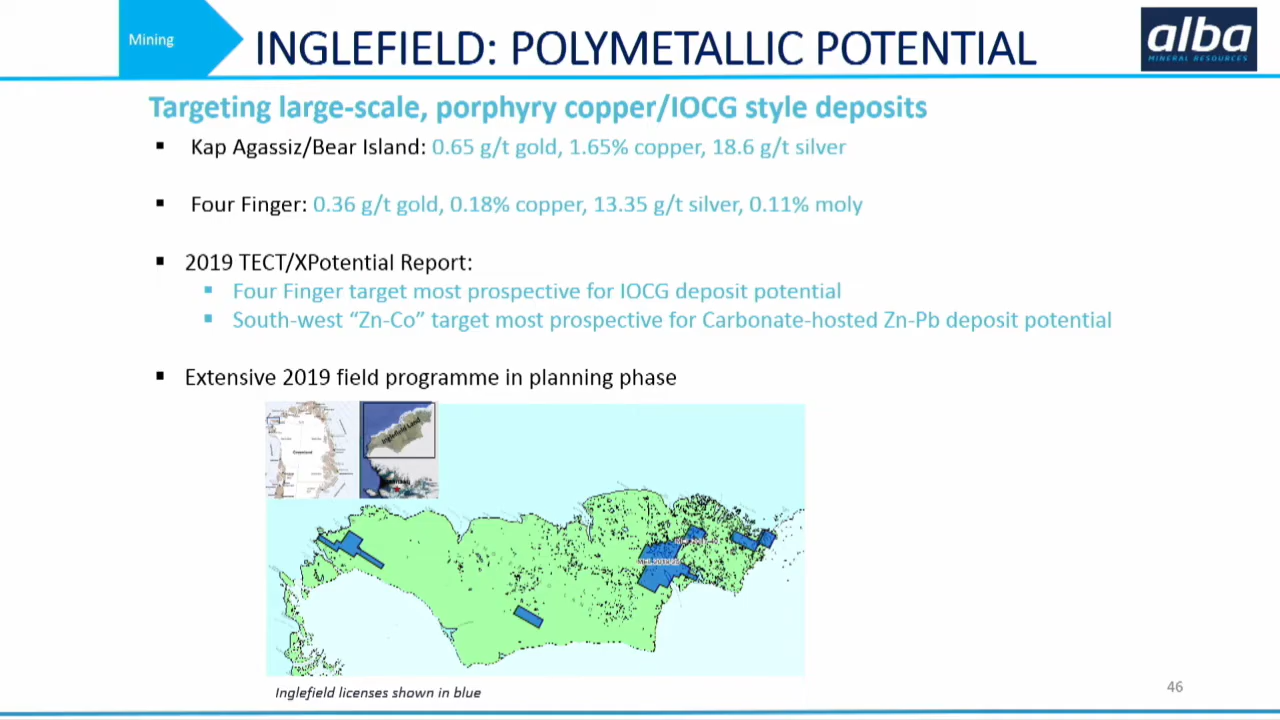 Mining
INGLEFIELD: POLYMETALLIC POTENTIAL
alba
MINERAL RESOURCES
Targeting large-scale, porphyry copper/IOCG style deposits
▪ Kap Agassiz/Bear Island: 0.65 g/t gold, 1.65% copper, 18.6 g/t silver
▪ Four Finger: 0.36 g/t gold, 0.18% copper, 13.35 g/t silver, 0.11% moly
▪ 2019 TECT/XPotential Report:
▪ Four Finger target most prospective for IOCG deposit potential
▪ South-west “Zn-Co” target most prospective for Carbonate-hosted Zn-Pb deposit potential
▪ Extensive 2019 field programme in planning phase
Greenland
Inglefield Land
Inglefield licenses shown in blue
46